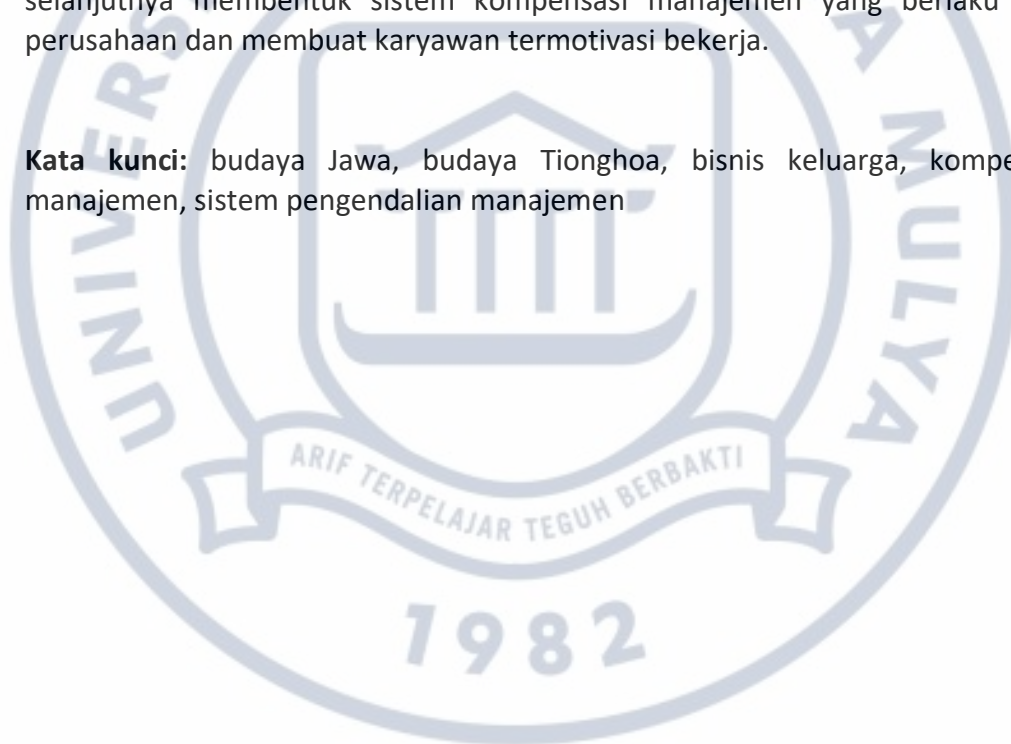 selanjutnya membentuk sistem kompensasi manajemen yang berlaku
perusahaan dan membuat karyawan termotivasi bekerja.
Kata kunci: budaya Jawa, budaya Tionghoa, bisnis keluarga,
manajemen, sistem pengendalian manajemen
MULYA
ARIF TERPELAJAR TEGUH BERBAKTI
1982